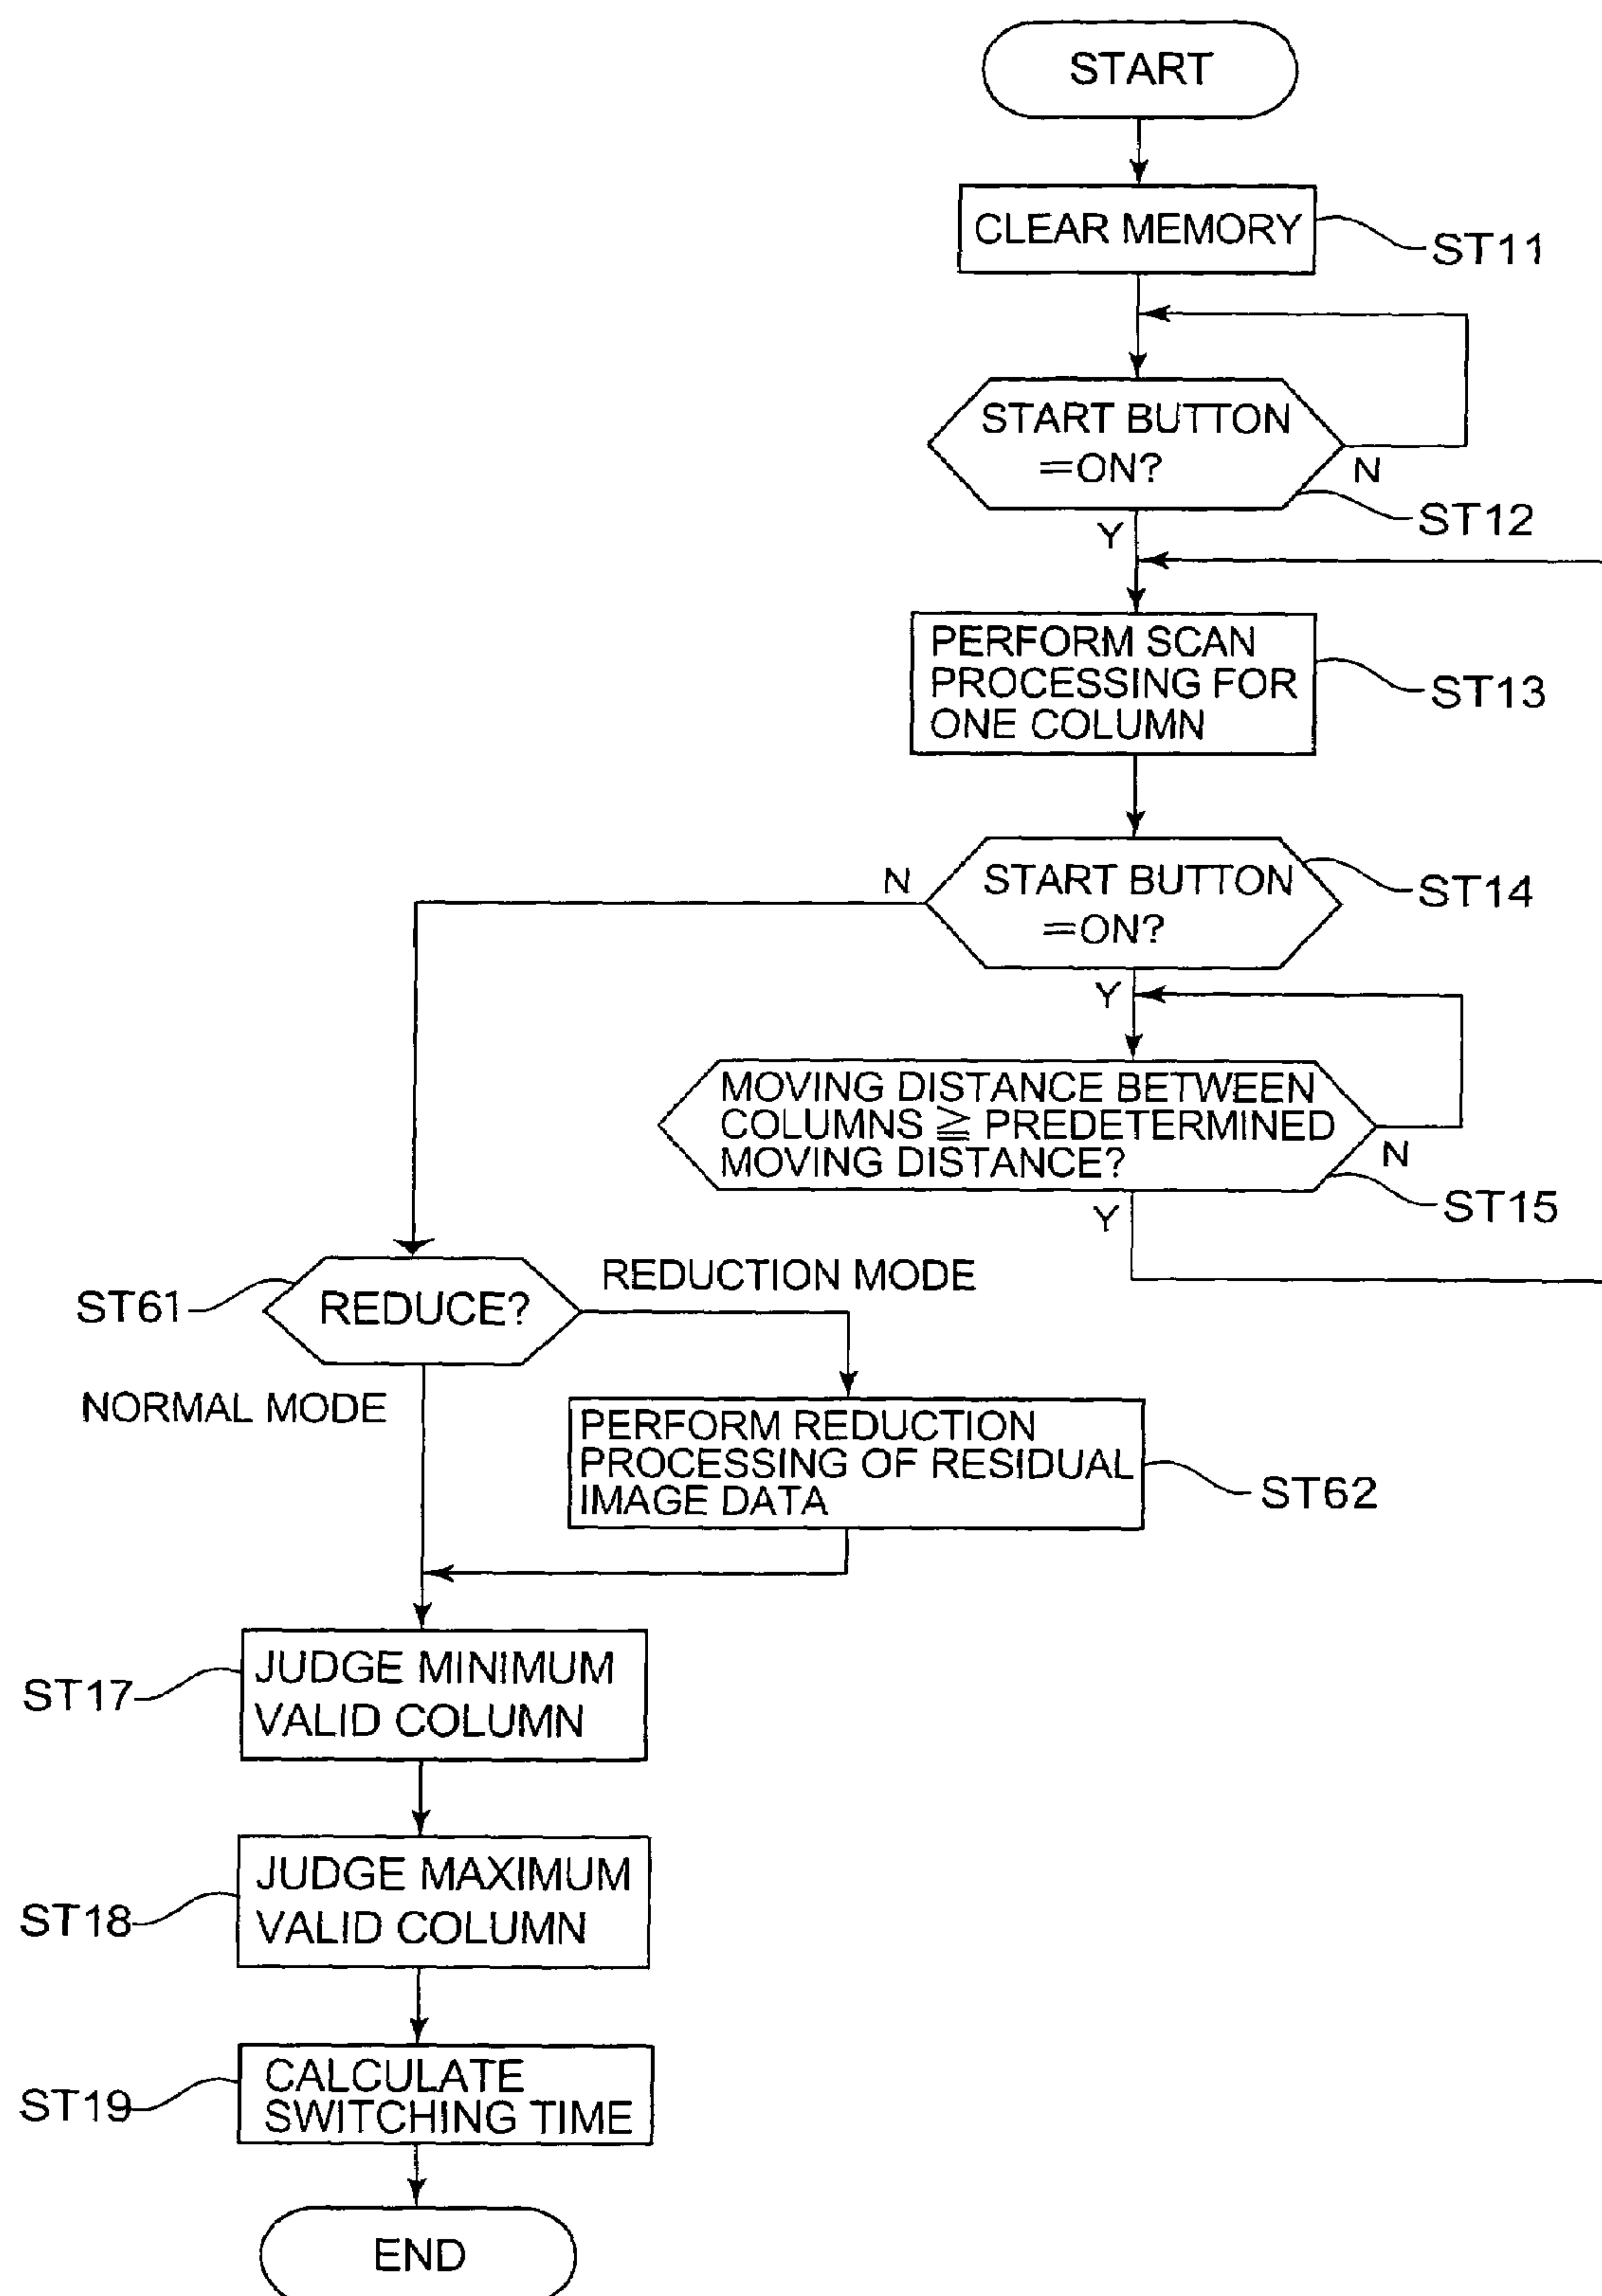 START
CLEAR MEMORY
ST11
START BUTTON
=ON?
N
ST12
Y
PERFORM SCAN
PROCESSING FOR
ONE COLUMN
ST13
N
START BUTTON
=ON?
ST14
Y
MOVING DISTANCE BETWEEN
COLUMNS ≧ PREDETERMINED
MOVING DISTANCE?
N
ST15
Y
ST61
REDUCE?
REDUCTION MODE
NORMAL MODE
PERFORM REDUCTION
PROCESSING OF RESIDUAL
IMAGE DATA
ST62
JUDGE MINIMUM
VALID COLUMN
ST17
JUDGE MAXIMUM
VALID COLUMN
ST18
CALCULATE
SWITCHING TIME
ST19
END